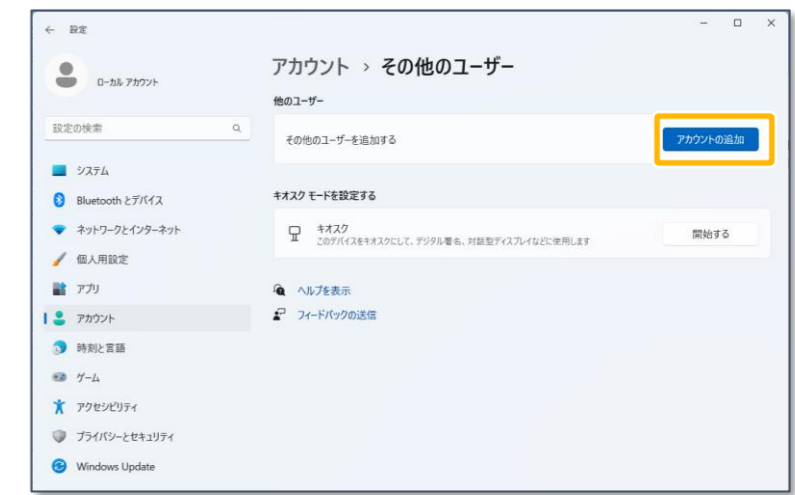 設定
ローカル アカウント
設定の検索
システム
Bluetooth とデバイス
ネットワークとインターネット
個人用設定
アプリ
アカウント
時刻と言語
ゲーム
アクセシビリティ
プライバシーとセキュリティ
Windows Update
アカウント › その他のユーザー
他のユーザー
その他のユーザーを追加する
アカウントの追加
キオスク モードを設定する
キオスク
このデバイスをキオスクにして、デジタル署名、対話型ディスプレイなどに使用します
開始する
ヘルプを表示
フィードバックの送信